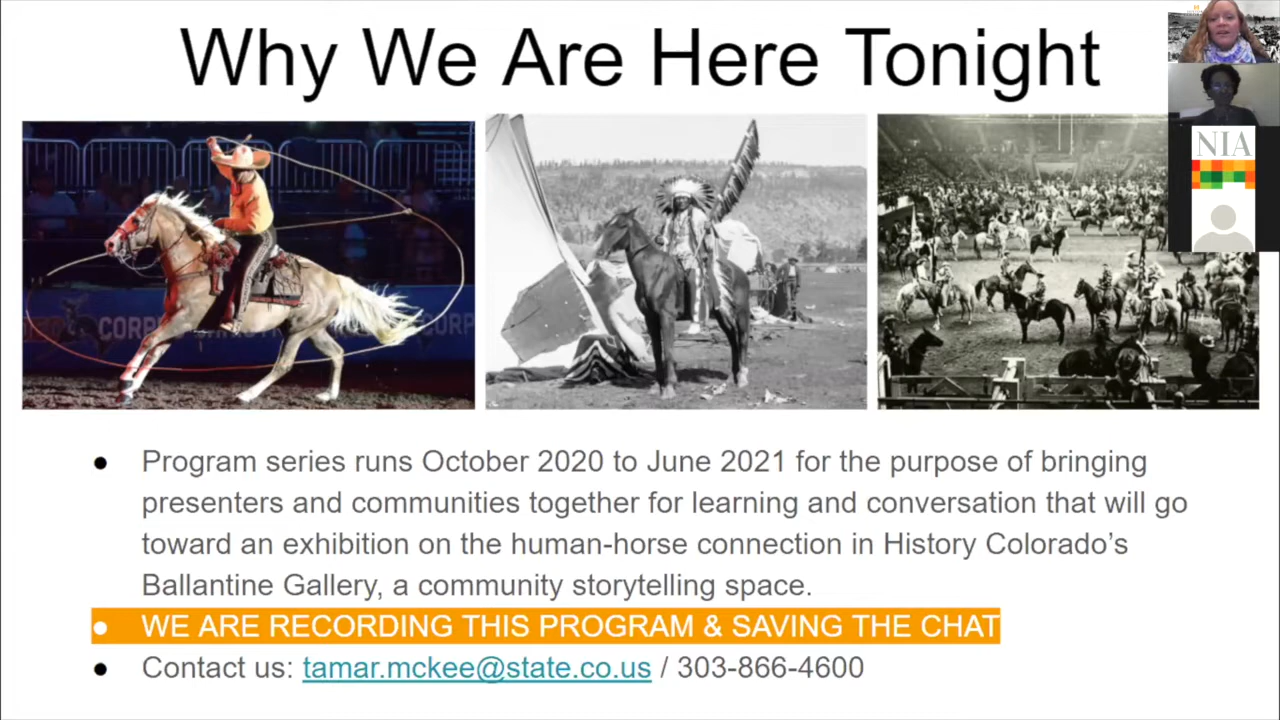 Why We Are Here Tonight
NIA
CORPU
CORP
● Program series runs October 2020 to June 2021 for the purpose of bringing
presenters and communities together for learning and conversation that will go
toward an exhibition on the human-horse connection in History Colorado’s
Ballantine Gallery, a community storytelling space.
● WE ARE RECORDING THIS PROGRAM & SAVING THE CHAT
● Contact us: tamar.mckee@state.co.us / 303-866-4600